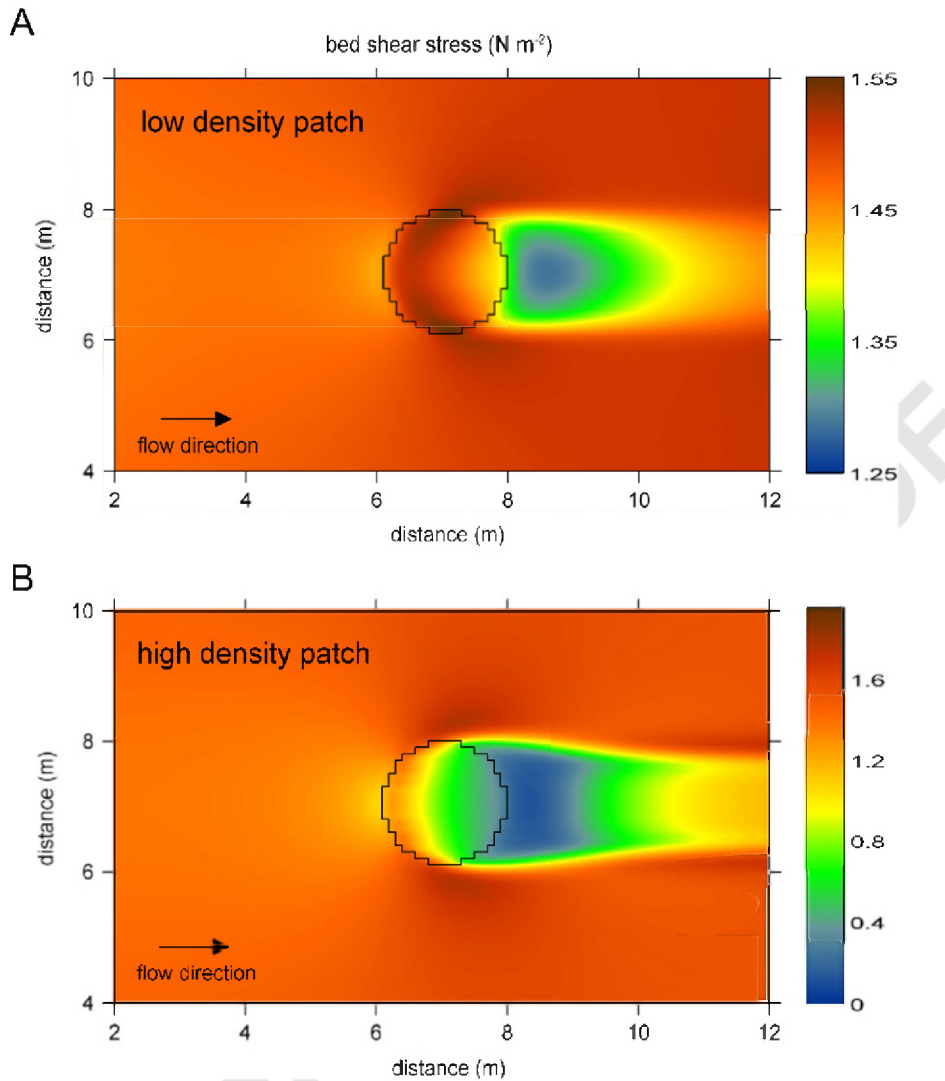 A
bed shear stress (N m⁻²)
low density patch
flow direction
10
8
6
4
distance (m)
2
4
6
8
10
12
distance (m)
1.55
1.45
1.35
1.25
B
high density patch
flow direction
10
8
6
4
distance (m)
2
4
6
8
10
12
distance (m)
1.6
1.2
0.8
0.4
0